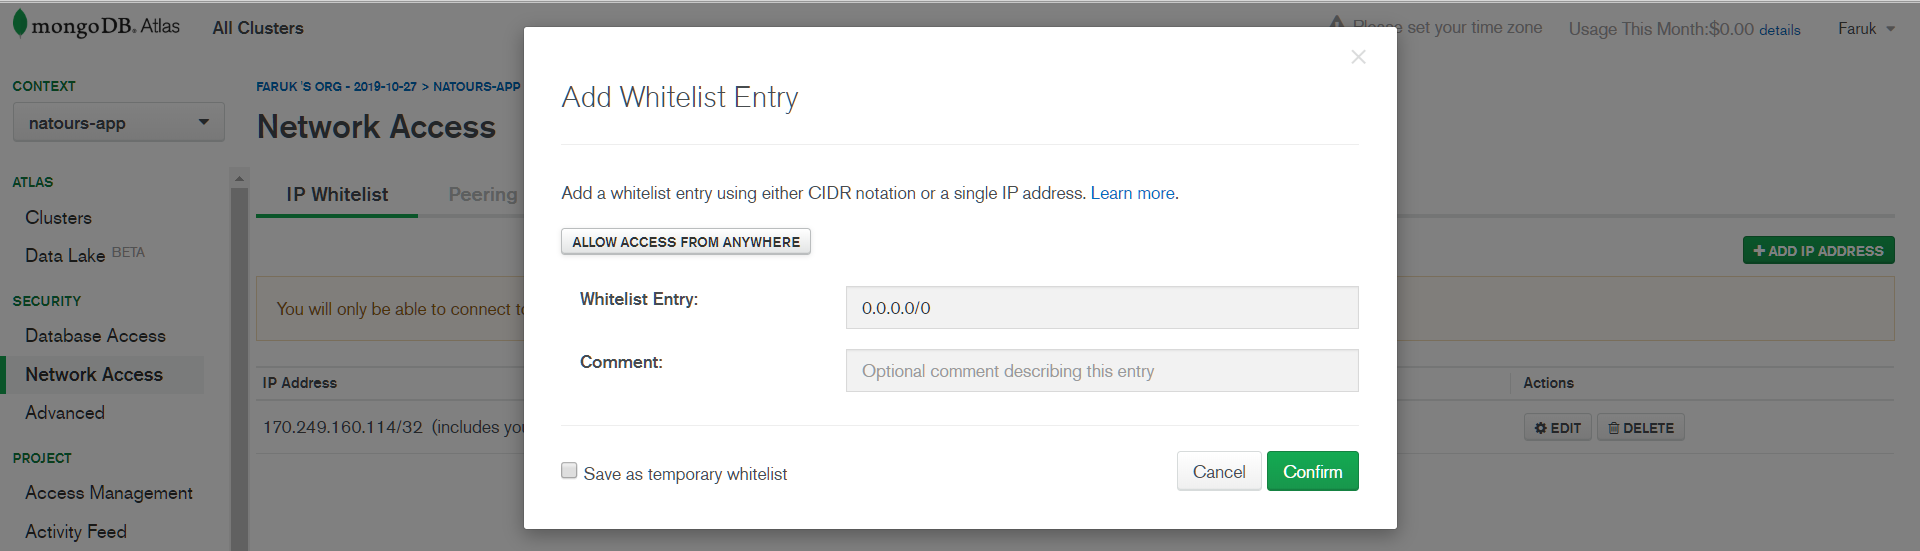 mongoDB. Atlas
All Clusters
Please set your time zone
Usage This Month:$0.00 details
Faruk
CONTEXT
natours-app
FARUK 'S ORG - 2019-10-27 > NATOURS-APP
Network Access
ATLAS
Clusters
Data Lake BETA
SECURITY
Database Access
Network Access
Advanced
PROJECT
Access Management
Activity Feed
IP Whitelist
Peering
+ ADD IP ADDRESS
You will only be able to connect to
IP Address
Actions
170.249.160.114/32 (includes you
EDIT
DELETE
×
Add Whitelist Entry
Add a whitelist entry using either CIDR notation or a single IP address. Learn more.
ALLOW ACCESS FROM ANYWHERE
Whitelist Entry:
0.0.0.0/0
Comment:
Optional comment describing this entry
Save as temporary whitelist
Cancel
Confirm